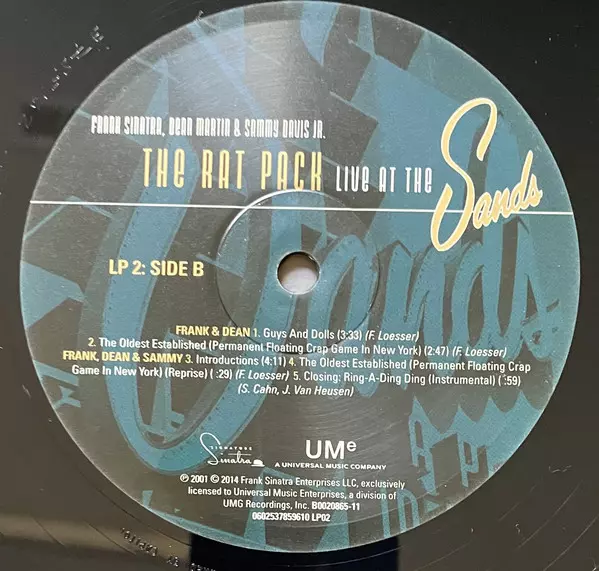 FRANK SINATRA, DEAN MARTIN & SAMMY DAVIS JR.
THE RAT PACK LIVE AT THE Sands
LP 2: SIDE B
FRANK & DEAN 1. Guys And Dolls (3:33) (F. Loesser)
2. The Oldest Established (Permanent Floating Crap Game In New York) (2:47) (F. Loesser)
FRANK, DEAN & SAMMY 3. Introductions (4:11) 4. The Oldest Established (Permanent Floating Crap
Game In New York) (Reprise) ( :29) (F. Loesser) 5. Closing: Ring-A-Ding Ding (Instrumental) ( :59)
(S. Cahn, J. Van Heusen)
SIGNATURE
Sinatra
UMe
A UNIVERSAL MUSIC COMPANY
℗ 2001 © 2014 Frank Sinatra Enterprises LLC, exclusively
licensed to Universal Music Enterprises, a division of
UMG Recordings, Inc. B0020865-11
0602537859610 LP02
Sands